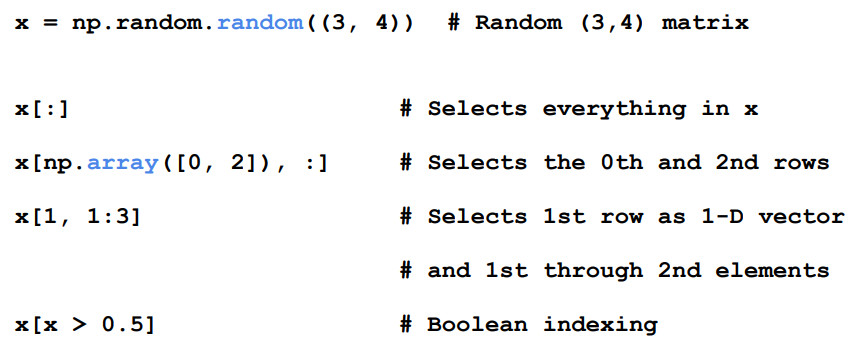 x = np.random.random((3, 4))  # Random (3,4) matrix
x[:]  # Selects everything in x
x[np.array([0, 2]), :]  # Selects the 0th and 2nd rows
x[1, 1:3]  # Selects 1st row as 1-D vector
# and 1st through 2nd elements
x[x > 0.5]  # Boolean indexing